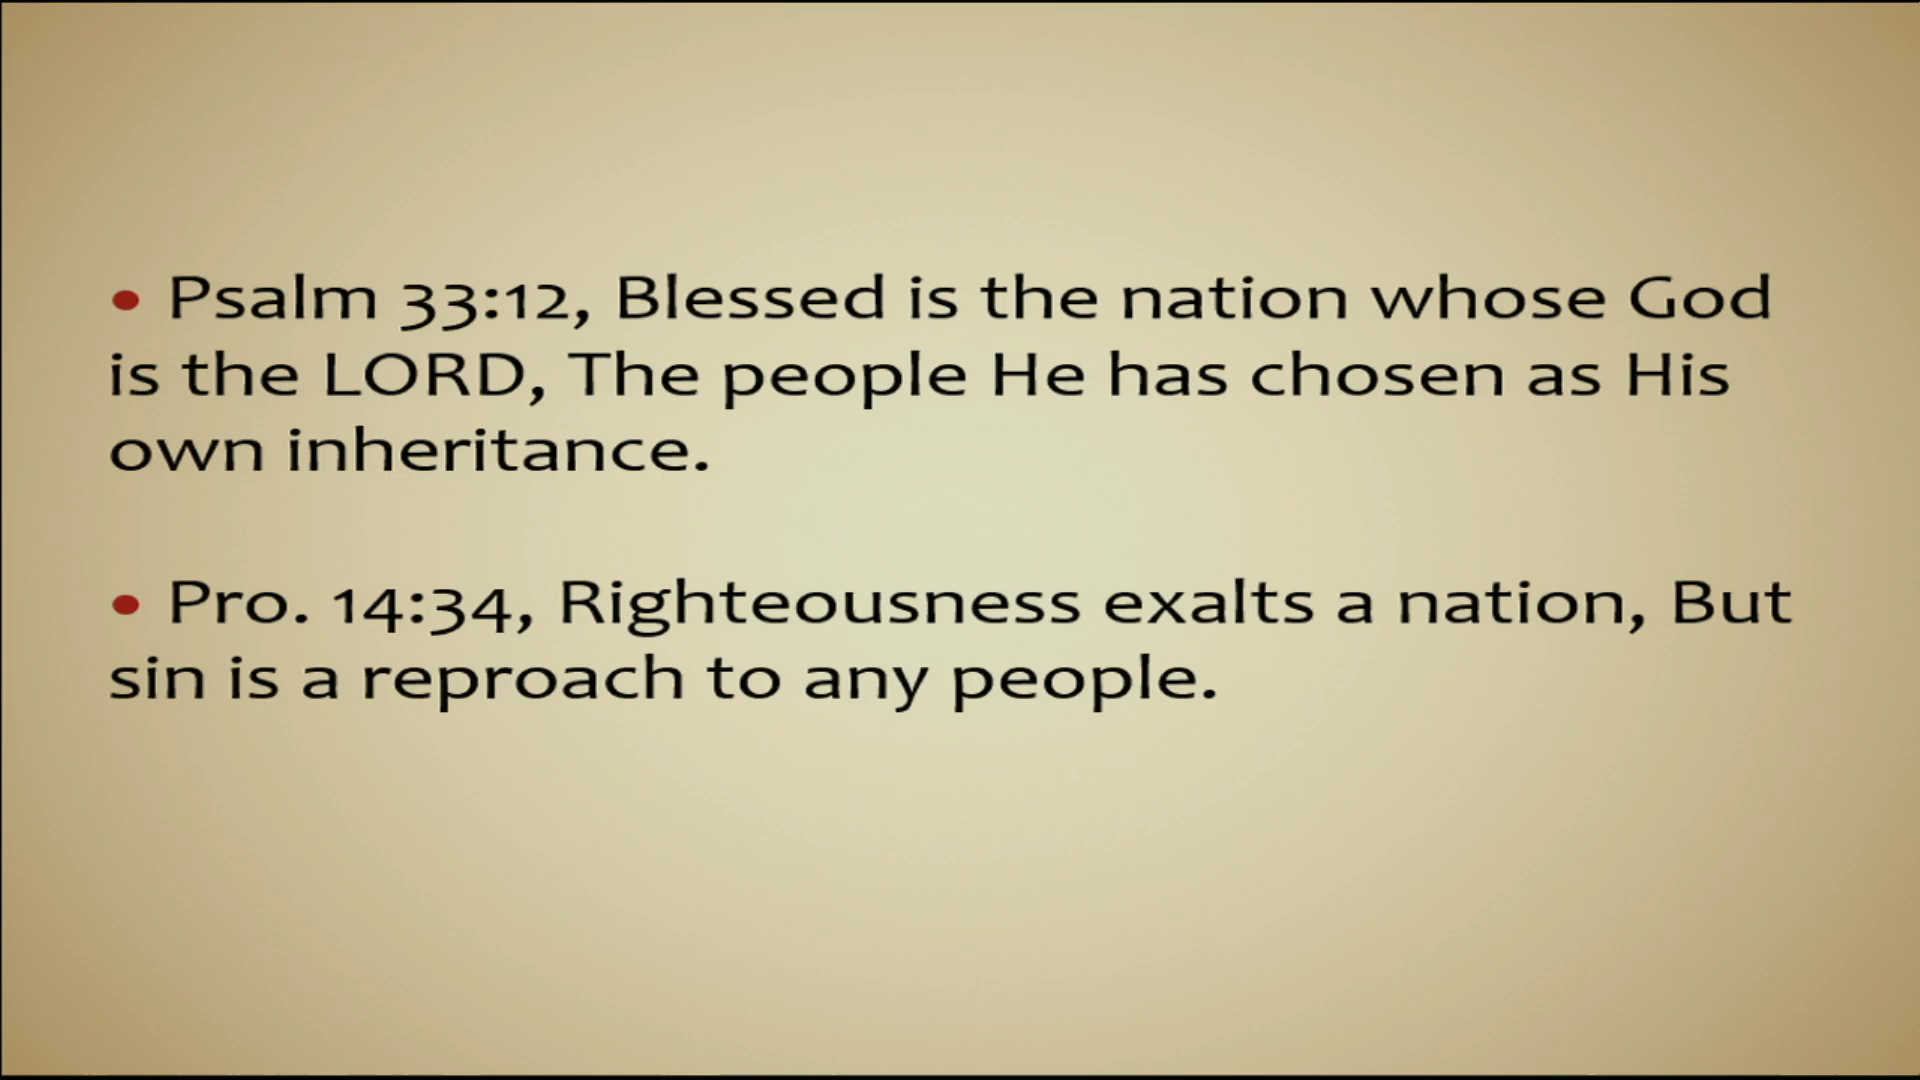 • Psalm 33:12, Blessed is the nation whose God
is the LORD, The people He has chosen as His
own inheritance.
• Pro. 14:34, Righteousness exalts a nation, But
sin is a reproach to any people.